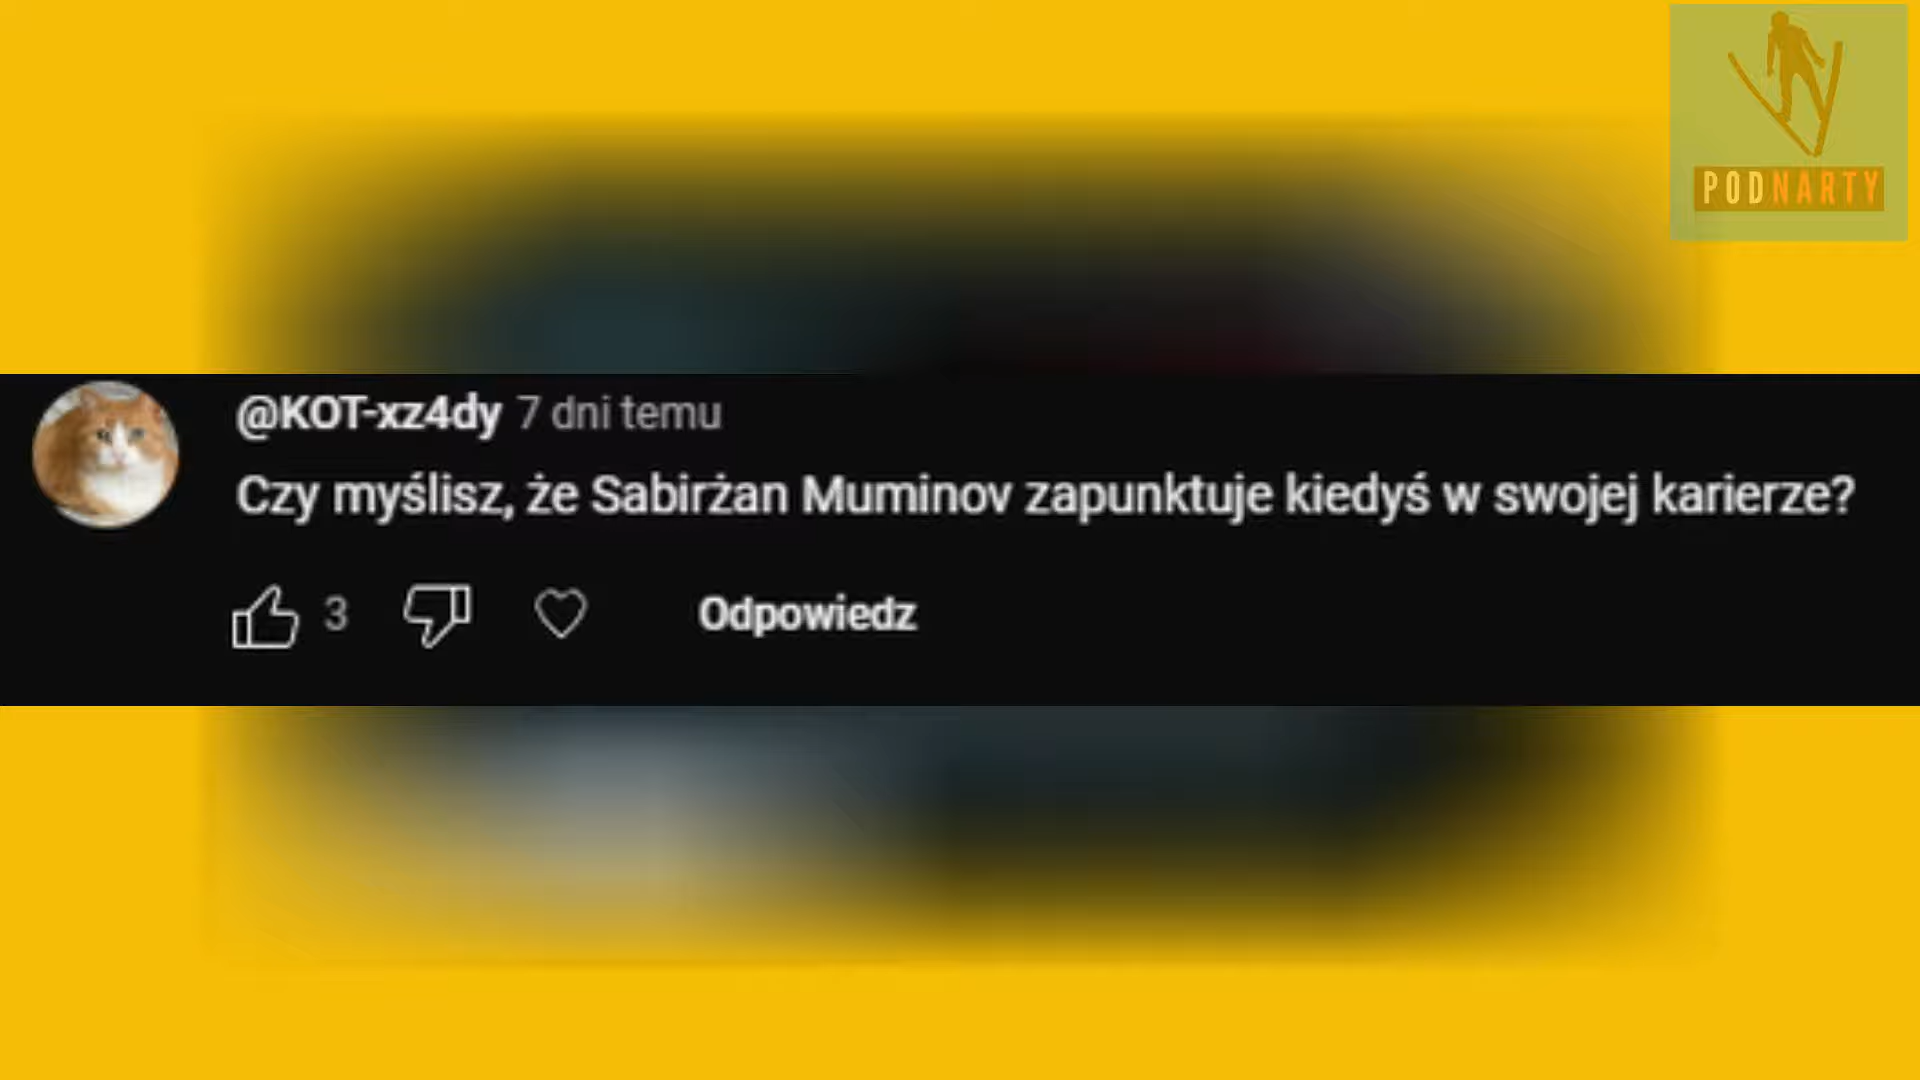 PODNARTY
@KOT-xz4dy 7 dni temu
Czy myślisz, że Sabirżan Muminov zapunktuje kiedyś w swojej karierze?
3 Odpowiedz